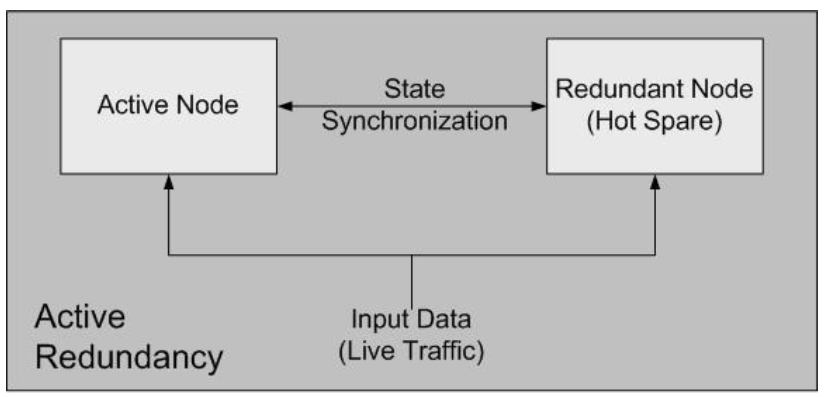 Active Node
State
Synchronization
Redundant Node
(Hot Spare)
Active
Redundancy
Input Data
(Live Traffic)